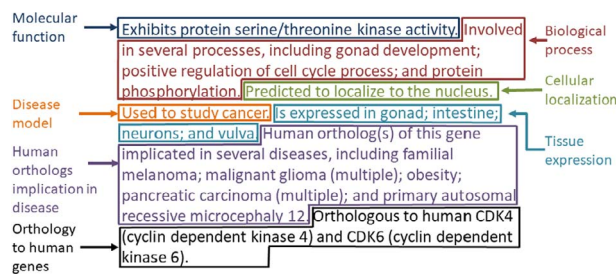 Molecular
function
Exhibits protein serine/threonine kinase activity. Involved
in several processes, including gonad development;
positive regulation of cell cycle process; and protein
phosphorylation. Predicted to localize to the nucleus.
Used to study cancer. Is expressed in gonad; intestine;
neurons; and vulva. Human ortholog(s) of this gene
implicated in several diseases, including familial
melanoma; malignant glioma (multiple); obesity;
pancreatic carcinoma (multiple); and primary autosomal
recessive microcephaly 12. Orthologous to human CDK4
(cyclin dependent kinase 4) and CDK6 (cyclin dependent
kinase 6).
Biological
process
Cellular
localization
Disease
model
Tissue
expression
Human
orthologs
implication in
disease
Orthology
to human
genes